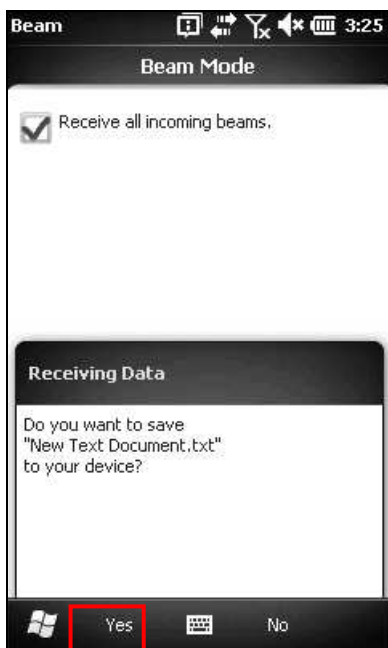 Beam 3:25
Beam Mode
Receive all incoming beams.
Receiving Data
Do you want to save
"New Text Document.txt"
to your device?
Yes No